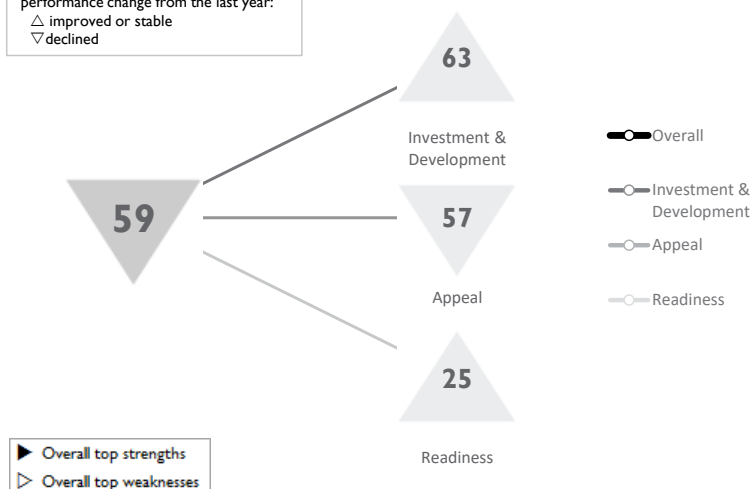 performance change from the last year:
△ improved or stable
▽ declined
63
Investment &
Development
59
57
Appeal
25
Readiness
Overall
Investment &
Development
Appeal
Readiness
▶ Overall top strengths
▷ Overall top weaknesses